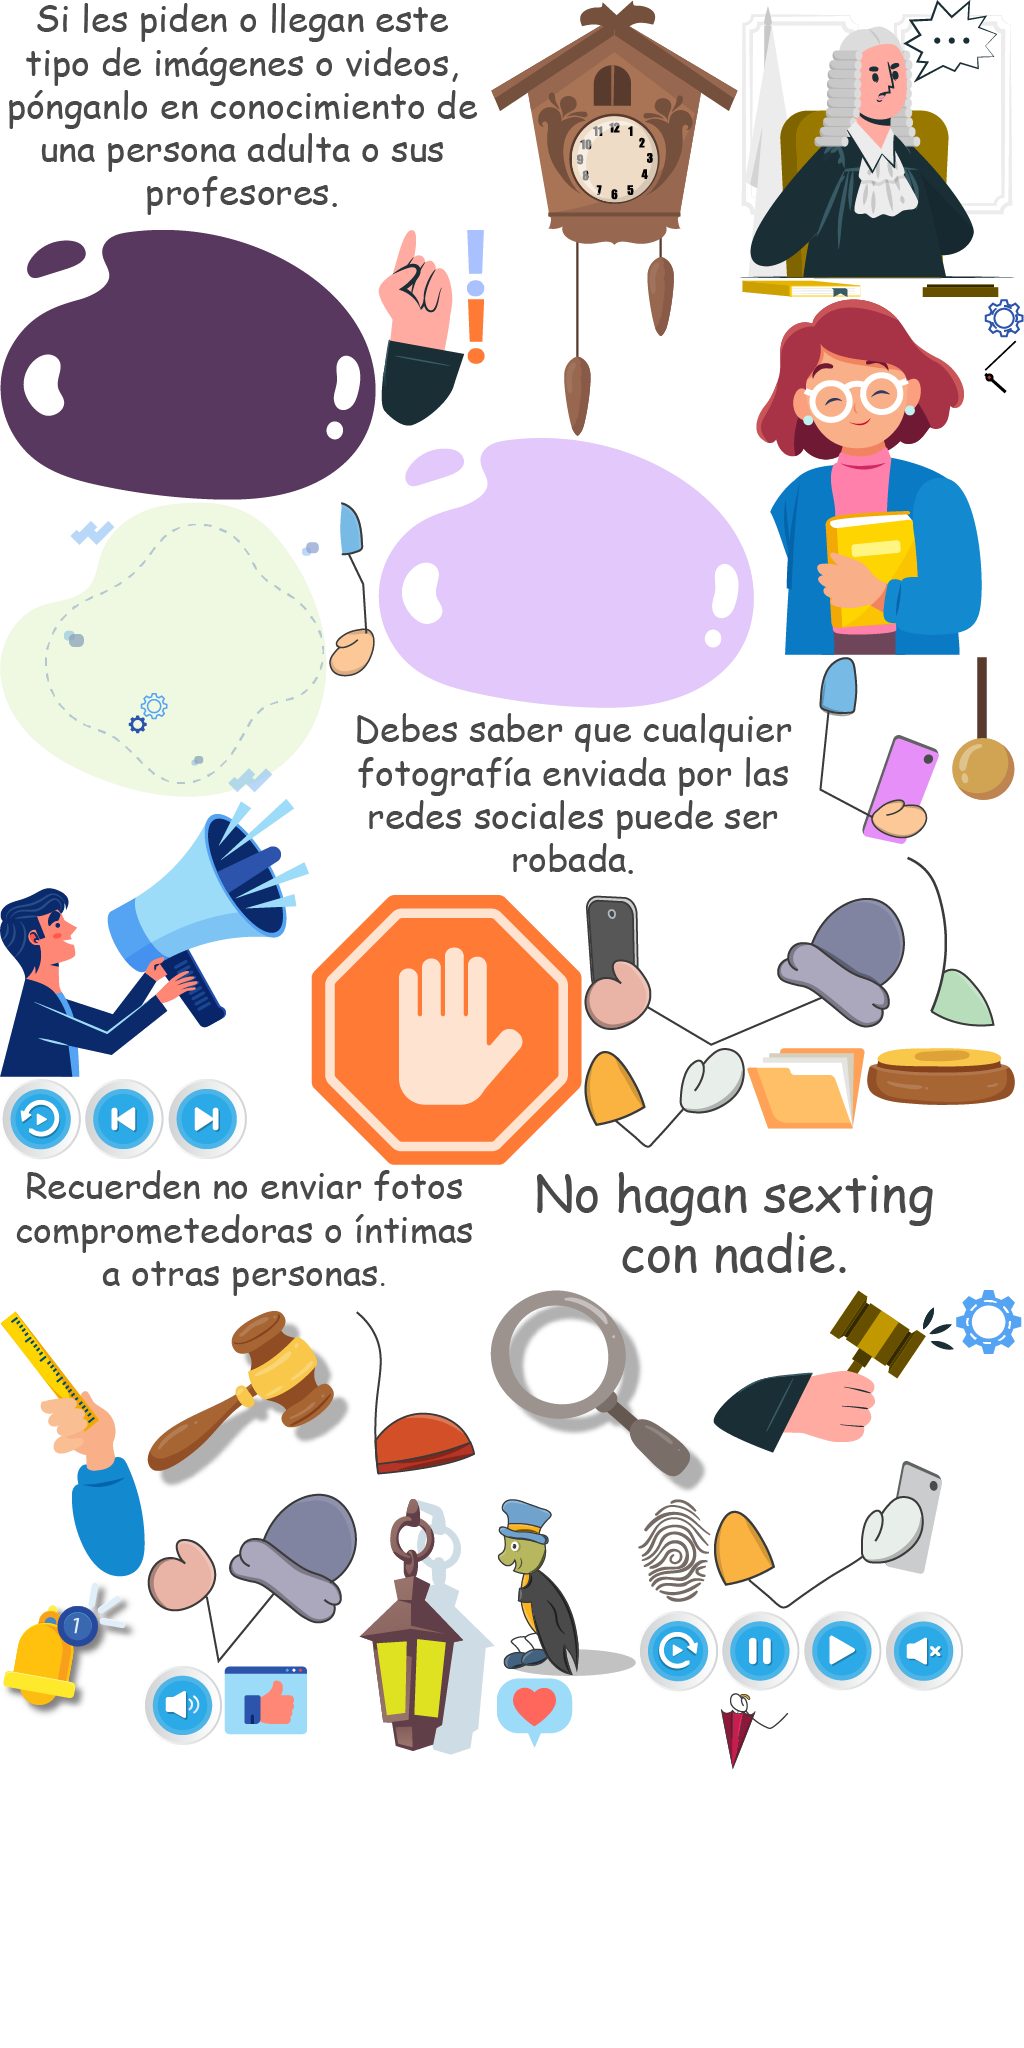 Si les piden o llegan este
tipo de imágenes o videos,
pónganlo en conocimiento de
una persona adulta o sus
profesores.
11 12 1
10 2
9 3
8 4
7 6 5
Debes saber que cualquier
fotografía enviada por las
redes sociales puede ser
robada.
Recuerden no enviar fotos
comprometedoras o íntimas
a otras personas.
No hagan sexting
con nadie.
1